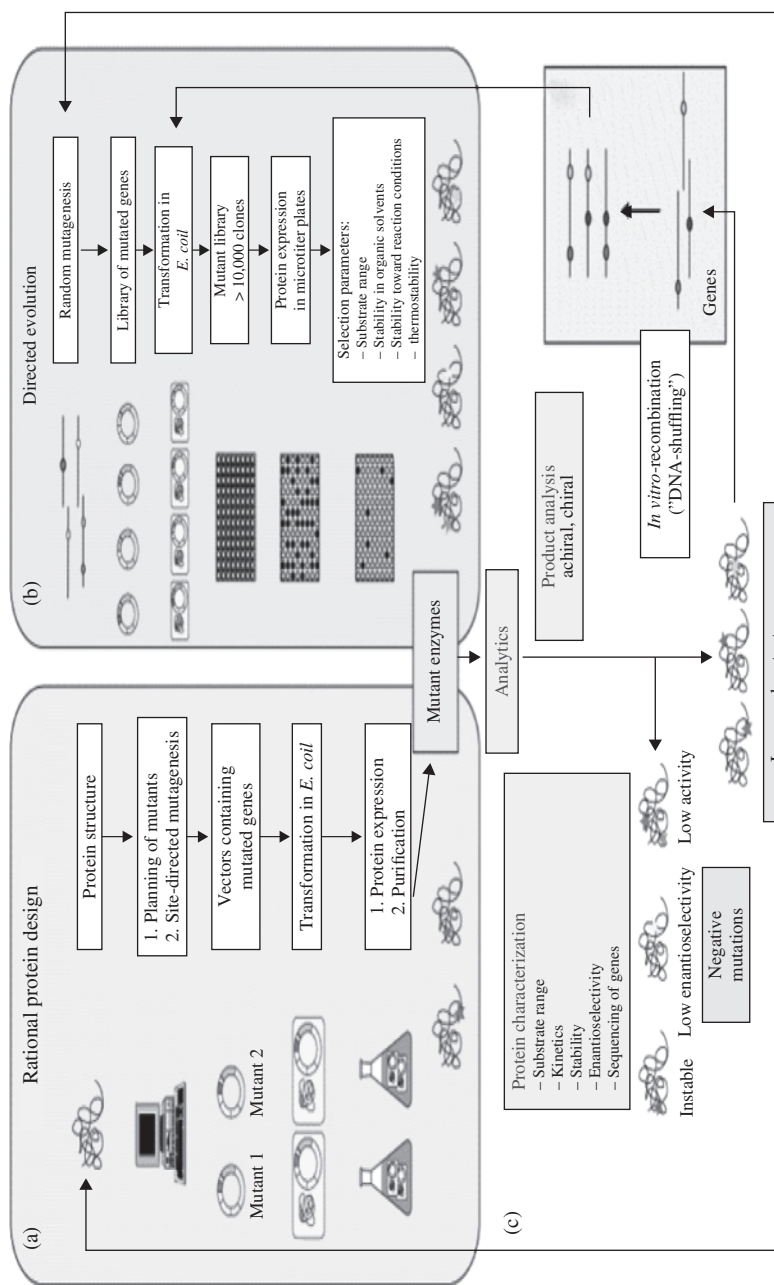 (a)
Rational protein design
Protein structure
1. Planning of mutants
2. Site-directed mutagenesis
Vectors containing
mutated genes
Transformation in E. coil
1. Protein expression
2. Purification
Mutant 1
Mutant 2
(b)
Directed evolution
Random mutagenesis
Library of mutated genes
Transformation in
E. coil
Mutant library
> 10,000 clones
Protein expression
in microtiter plates
Selection parameters:
– Substrate range
– Stability in organic solvents
– Stability toward reaction conditions
– thermostability
Mutant enzymes
Analytics
(c)
Protein characterization
– Substrate range
– Kinetics
– Stability
– Enantioselectivity
– Sequencing of genes
Product analysis
achiral, chiral
Instable
Low enantioselectivity
Low activity
Negative
mutations
In vitro-recombination
("DNA-shuffling")
Genes